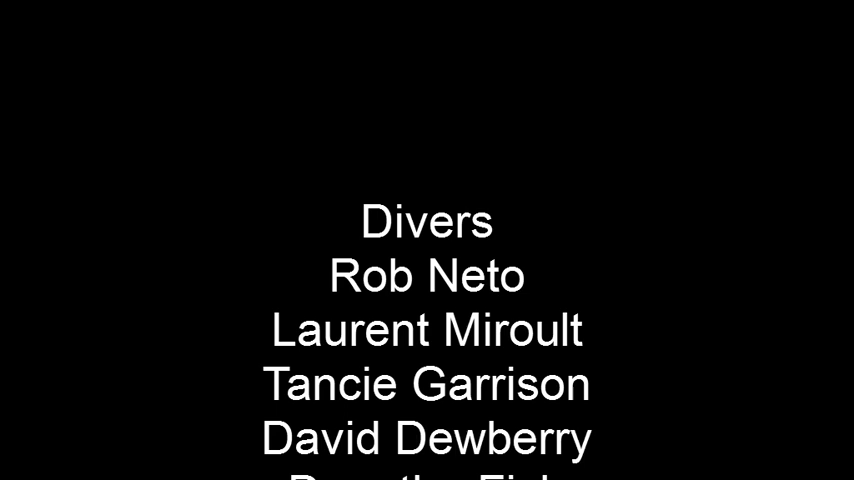 Divers
Rob Neto
Laurent Miroult
Tancie Garrison
David Dewberry